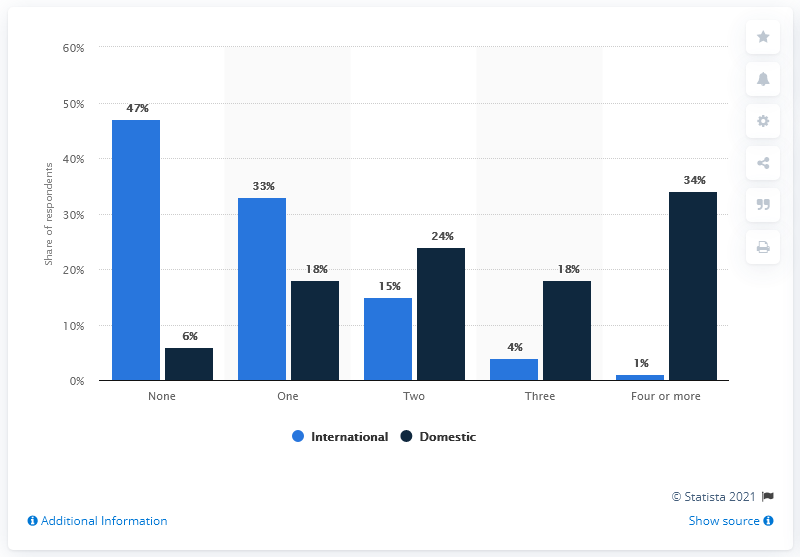 60%
50%
40%
30%
20%
10%
0%
Share of respondents
47%
6%
33%
18%
15%
24%
4%
18%
1%
34%
None
One
Two
Three
Four or more
International
Domestic
© Statista 2021
Additional Information
Show source